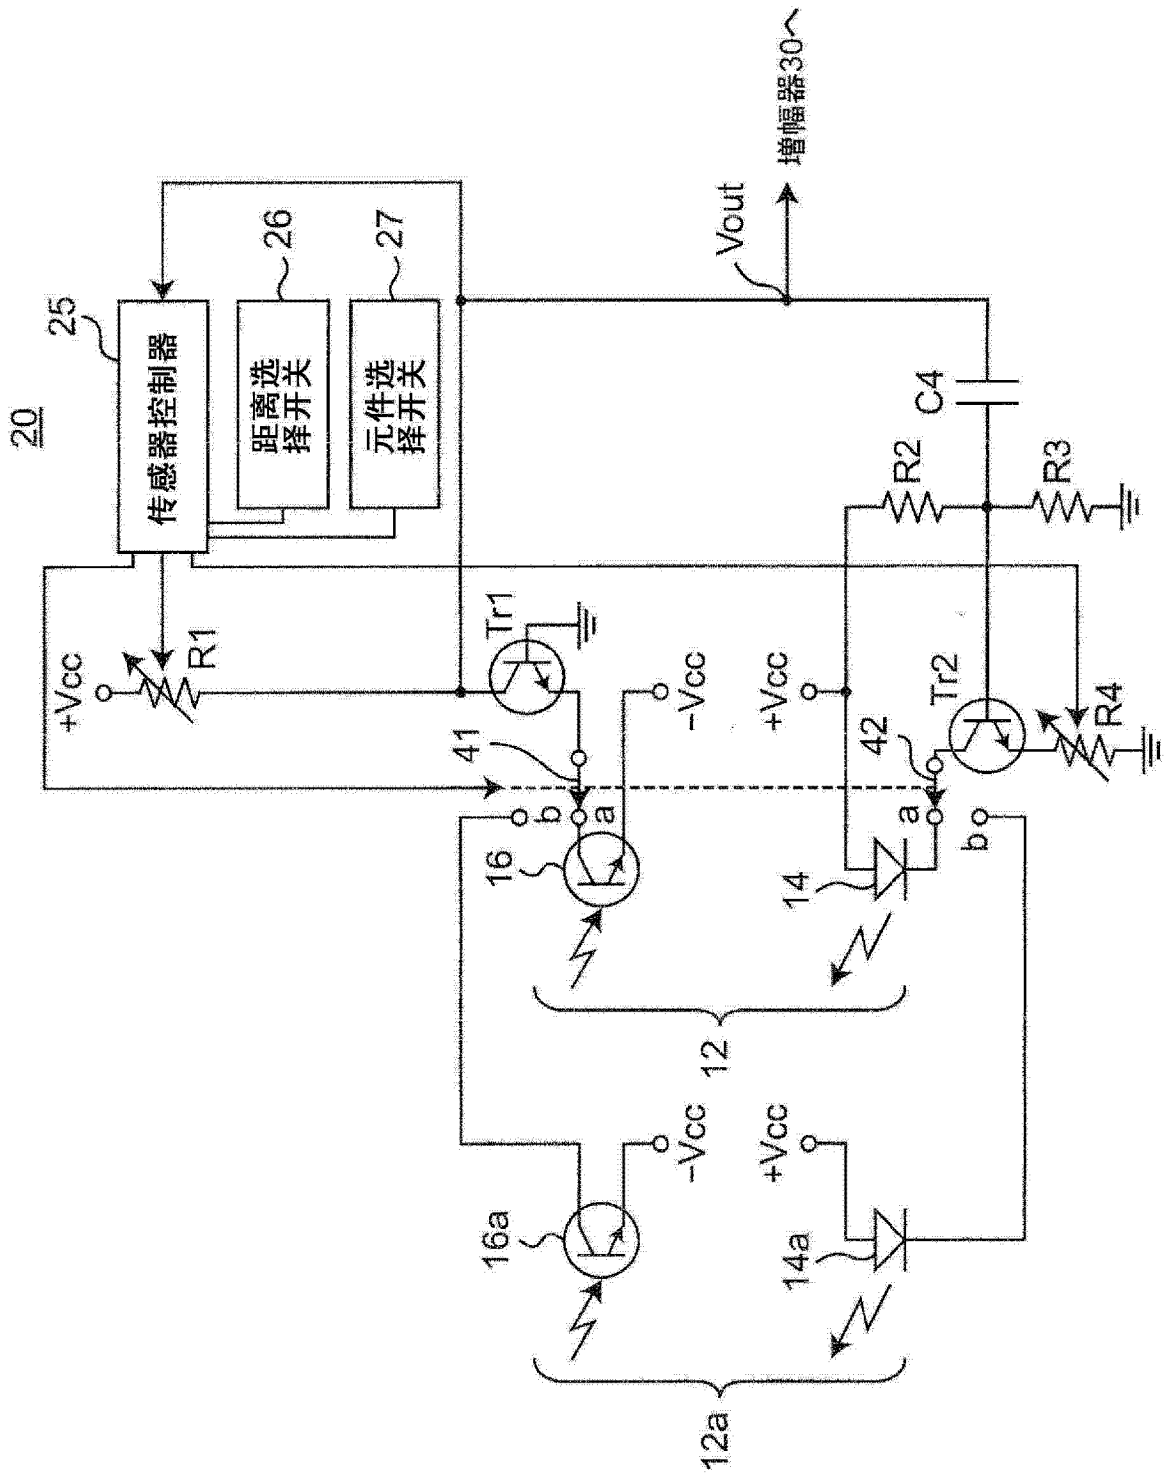 20
25
传感器控制器
26
距离选
择开关
27
元件选
择开关
+Vcc
R1
Tr1
41
b
a
16
−Vcc
+Vcc
14
a
b
42
Tr2
R4
R2
R3
C4
Vout
增幅器30へ
12
16a
−Vcc
+Vcc
14a
12a